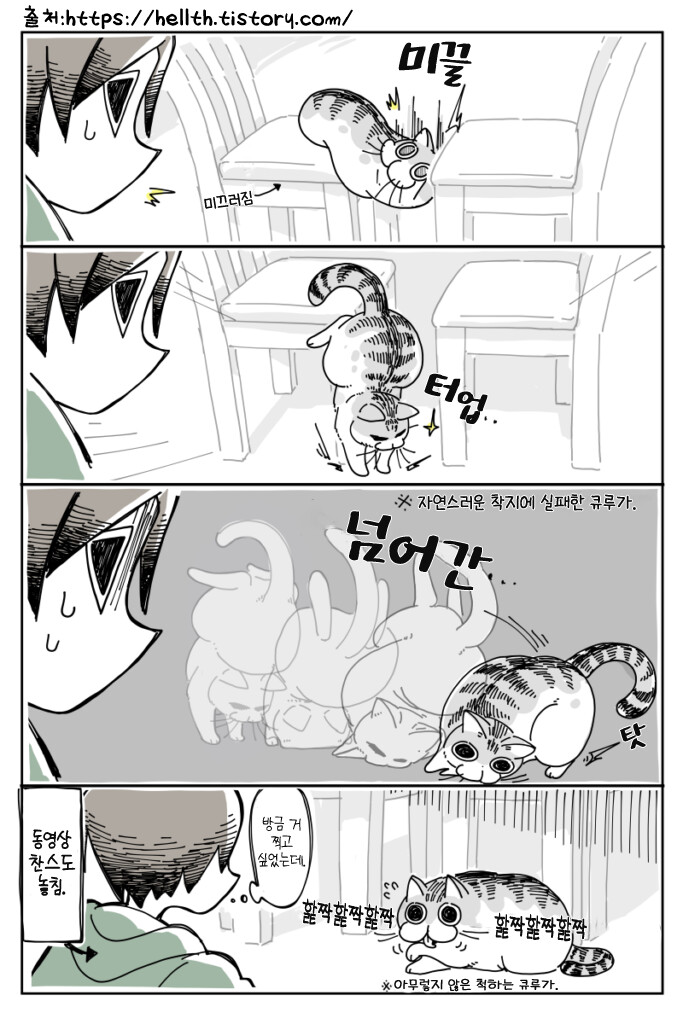 출처:https://hellth.tistory.com/
미끌
미끄러짐
터업..
※ 자연스러운 착지에 실패한 큐루가.
넘어간...
탓
동영상
찬스도
놓침.
방금 거
찍고
싶었는데.
핥짝핥짝핥짝
핥짝핥짝핥짝
※아무렇지 않은 척하는 큐루가.